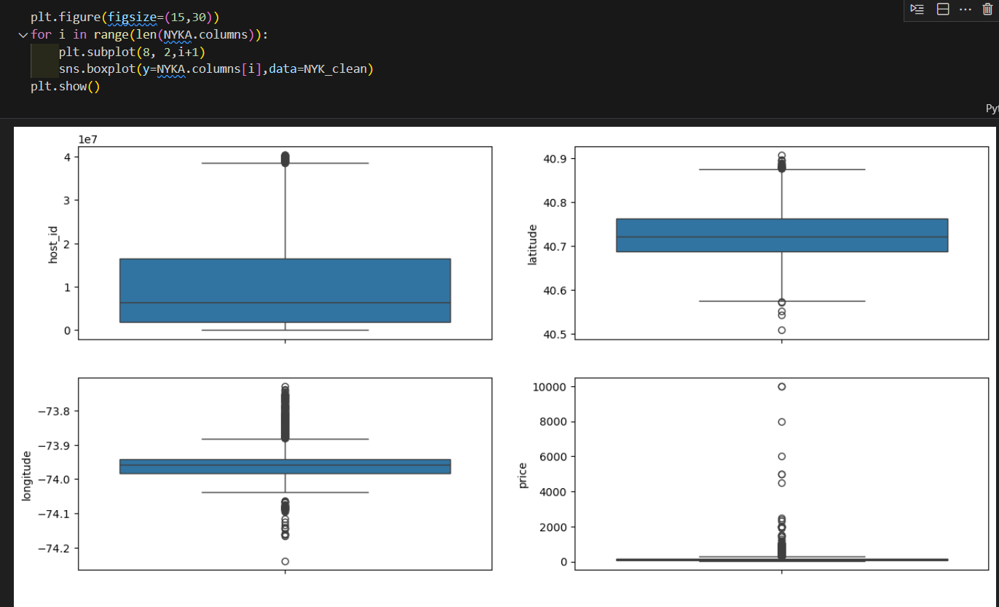 plt.figure(figsize=(15,30))
for i in range(len(NYKA.columns)):
    plt.subplot(8, 2,i+1)
    sns.boxplot(y=NYKA.columns[i],data=NYK_clean)
plt.show()
Py
1e7
4
3
2
1
0
host_id
40.9
40.8
40.7
40.6
40.5
latitude
−73.8
−73.9
−74.0
−74.1
−74.2
longitude
10000
8000
6000
4000
2000
0
price